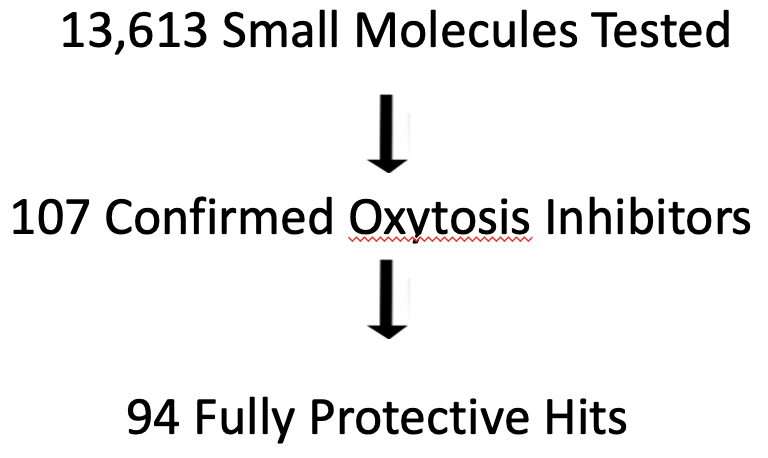 13,613 Small Molecules Tested
107 Confirmed Oxytosis Inhibitors
94 Fully Protective Hits